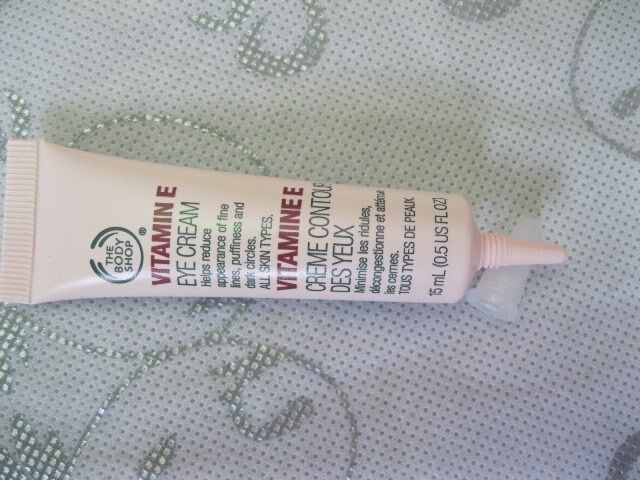 THE
BODY
SHOP®
VITAMIN E
EYE CREAM
Helps reduce
appearance of fine
lines, puffiness and
dark circles.
ALL SKIN TYPES.
VITAMINE E
CRÈME CONTOUR
DES YEUX
Minimise les ridules,
décongestionne et atténue
les cernes.
TOUS TYPES DE PEAUX
15 mL (0.5 US FL OZ)